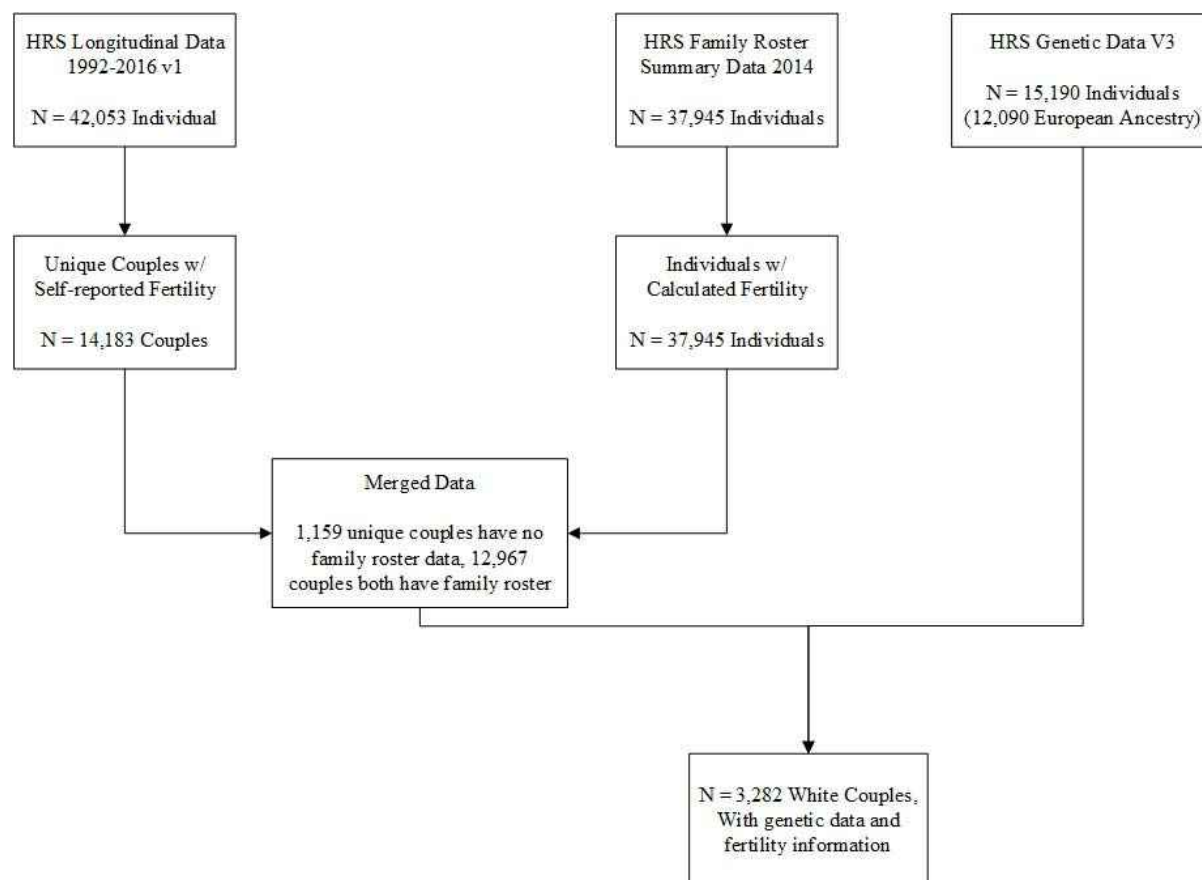 HRS Longitudinal Data
1992-2016 v1
N = 42,053 Individual
HRS Family Roster
Summary Data 2014
N = 37,945 Individuals
HRS Genetic Data V3
N = 15,190 Individuals
(12,090 European Ancestry)
Unique Couples w/
Self-reported Fertility
N = 14,183 Couples
Individuals w/
Calculated Fertility
N = 37,945 Individuals
Merged Data
1,159 unique couples have no
family roster data, 12,967
couples both have family roster
N = 3,282 White Couples,
With genetic data and
fertility information